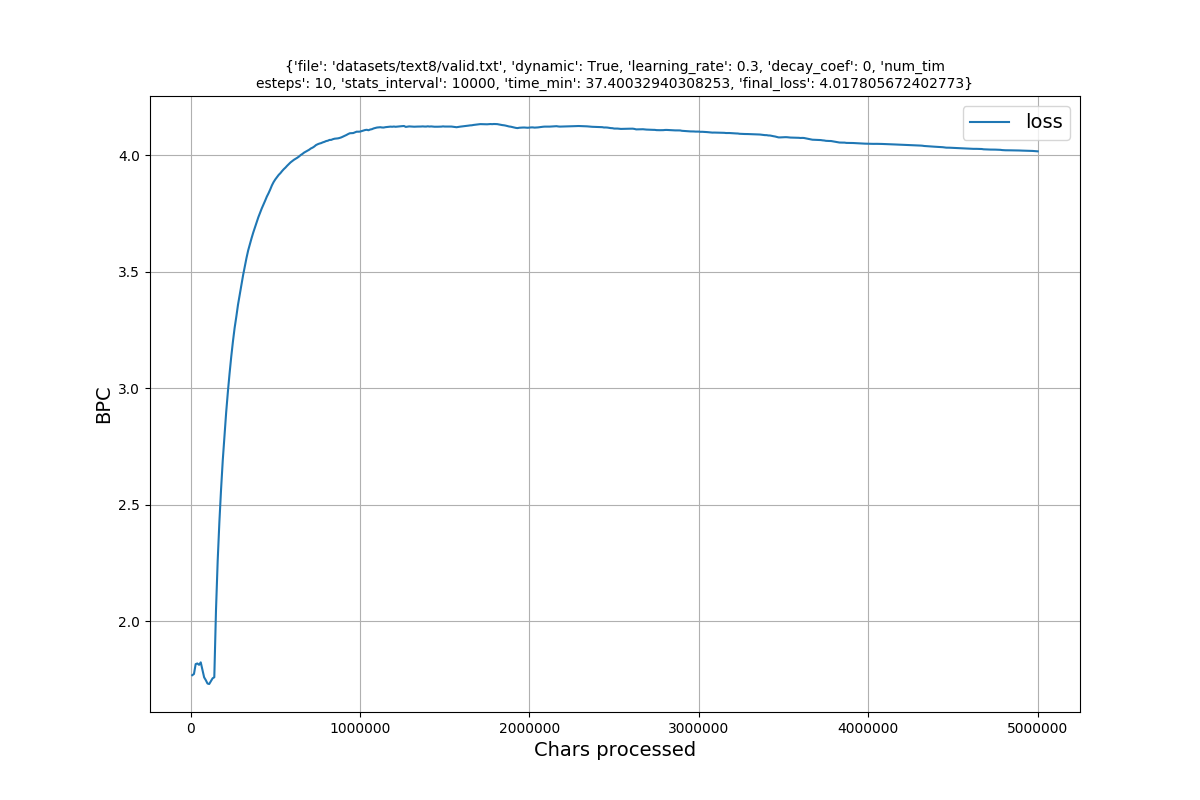 {'file': 'datasets/text8/valid.txt', 'dynamic': True, 'learning_rate': 0.3, 'decay_coef': 0, 'num_tim
esteps': 10, 'stats_interval': 10000, 'time_min': 37.40032940308253, 'final_loss': 4.017805672402773}
loss
4.0
3.5
3.0
2.5
2.0
BPC
0 1000000 2000000 3000000 4000000 5000000
Chars processed